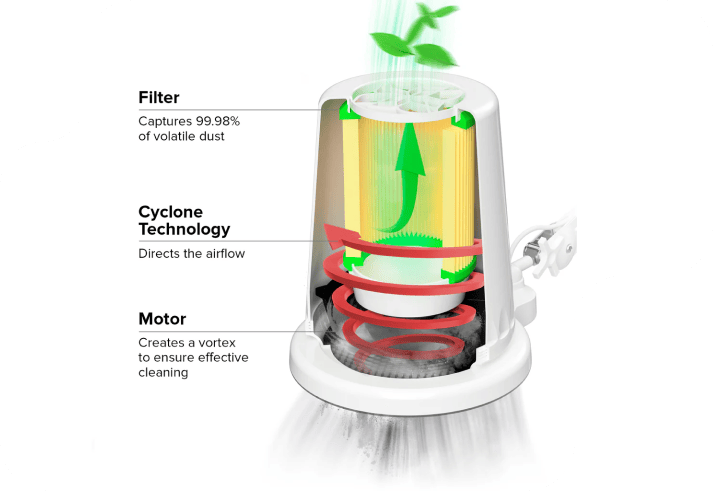 Filter
Captures 99.98%
of volatile dust
Cyclone
Technology
Directs the airflow
Motor
Creates a vortex
to ensure effective
cleaning